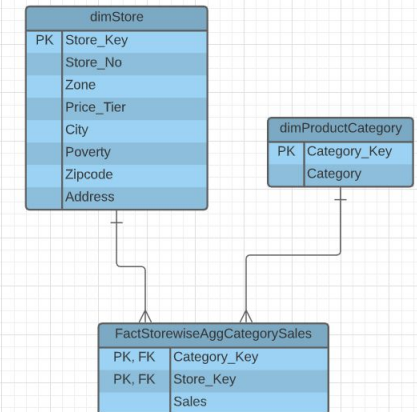 dimStore
PK Store_Key
Store_No
Zone
Price_Tier
City
Poverty
Zipcode
Address
dimProductCategory
PK Category_Key
Category
FactStorewiseAggCategorySales
PK, FK Category_Key
PK, FK Store_Key
Sales